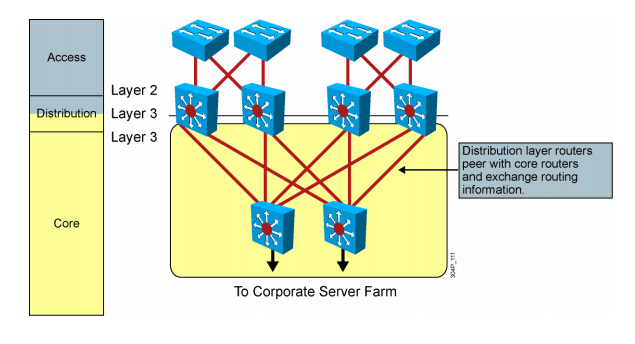 Access
Layer 2
Distribution
Layer 3
Layer 3
Distribution layer routers
peer with core routers
and exchange routing
information.
Core
304P_111
To Corporate Server Farm